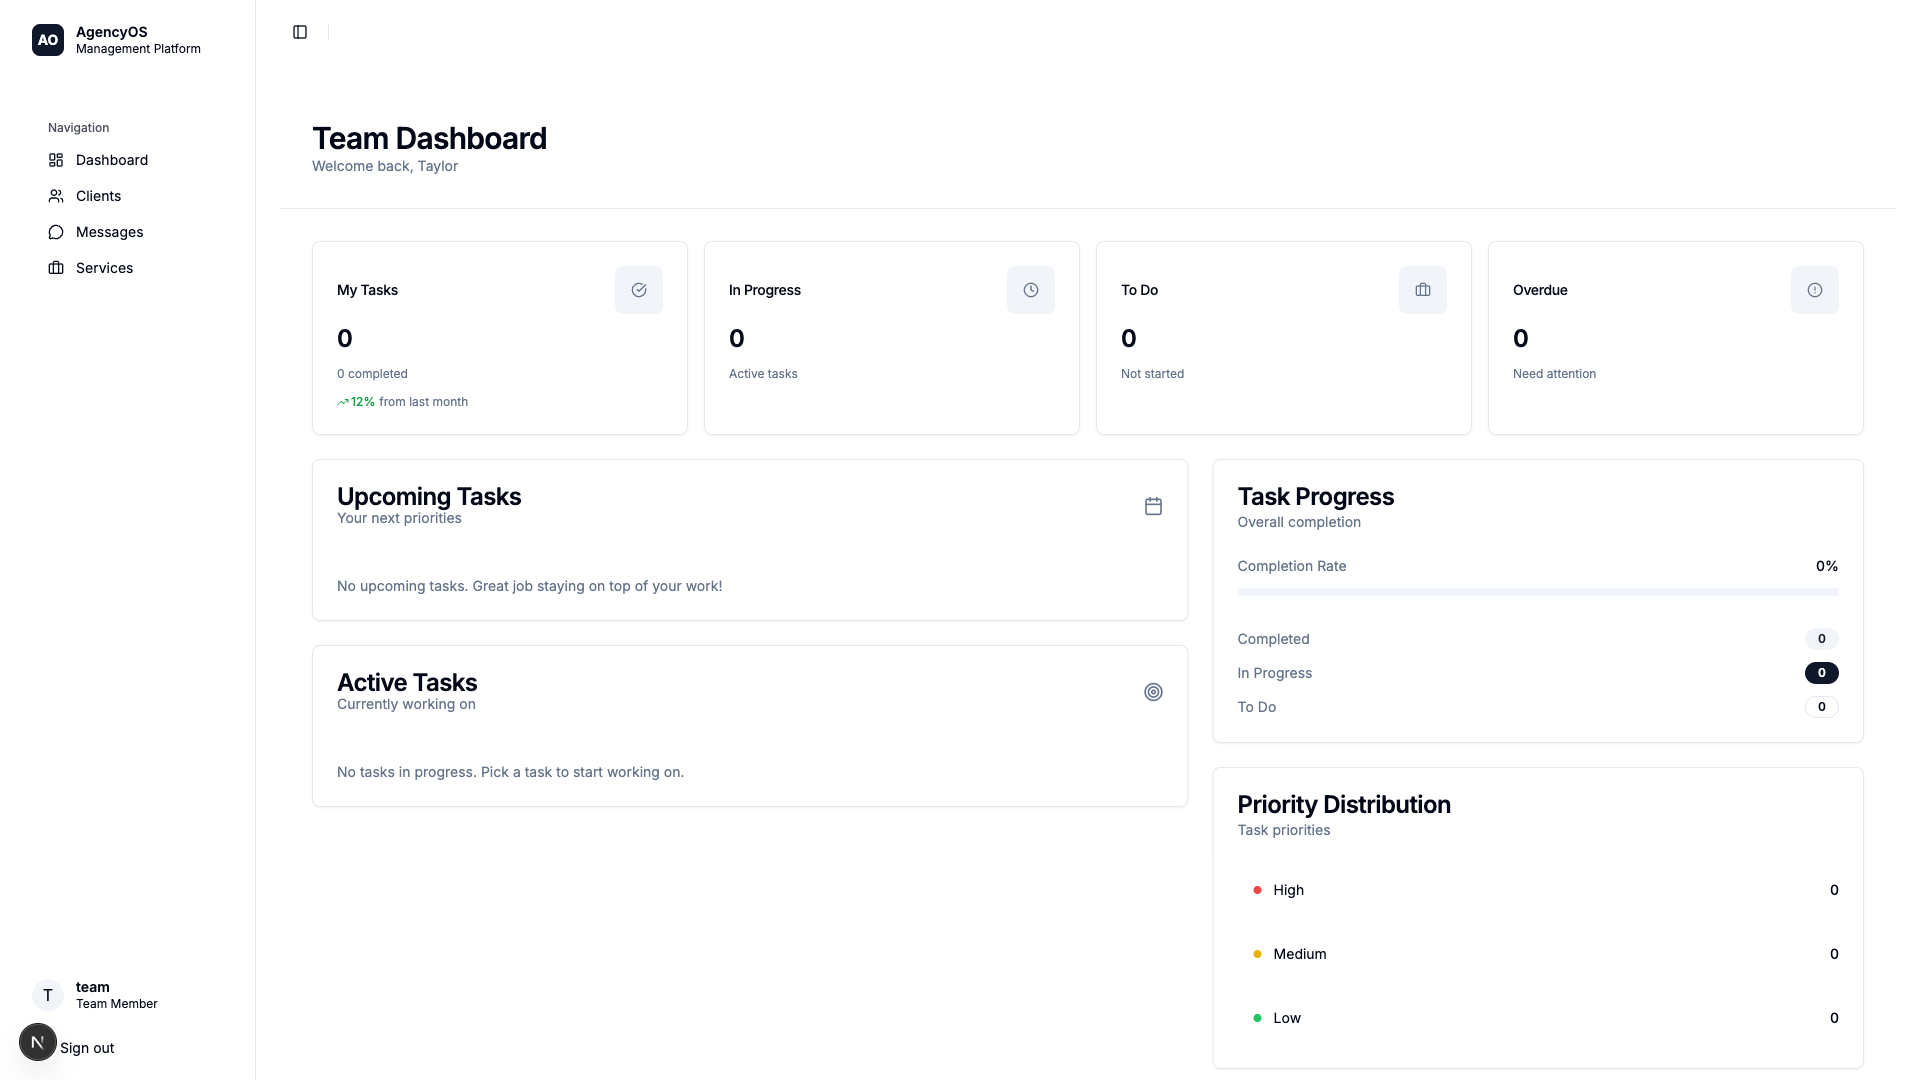 AO
AgencyOS
Management Platform
Navigation
Dashboard
Clients
Messages
Services
team
T
Team Member
N
Sign out
Team Dashboard
Welcome back, Taylor
My Tasks
0
0 completed
12% from last month
In Progress
0
Active tasks
To Do
0
Not started
Overdue
0
Need attention
Upcoming Tasks
Your next priorities
No upcoming tasks. Great job staying on top of your work!
Active Tasks
Currently working on
No tasks in progress. Pick a task to start working on.
Task Progress
Overall completion
Completion Rate 0%
Completed 0
In Progress 0
To Do 0
Priority Distribution
Task priorities
High 0
Medium 0
Low 0